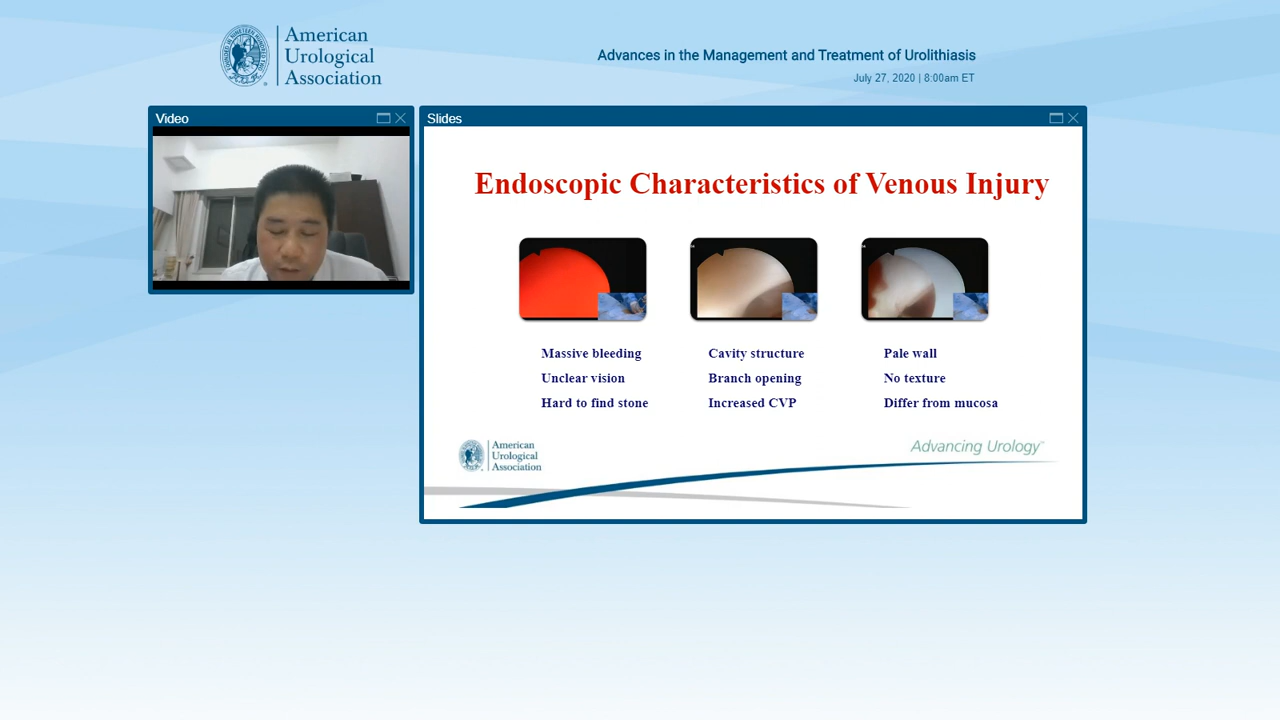 American
Urological
Association
Advances in the Management and Treatment of Urolithiasis
July 27, 2020 | 8:00am ET
Video
Slides
Endoscopic Characteristics of Venous Injury
Massive bleeding
Unclear vision
Hard to find stone
Cavity structure
Branch opening
Increased CVP
Pale wall
No texture
Differ from mucosa
American
Urological
Association
Advancing Urology™